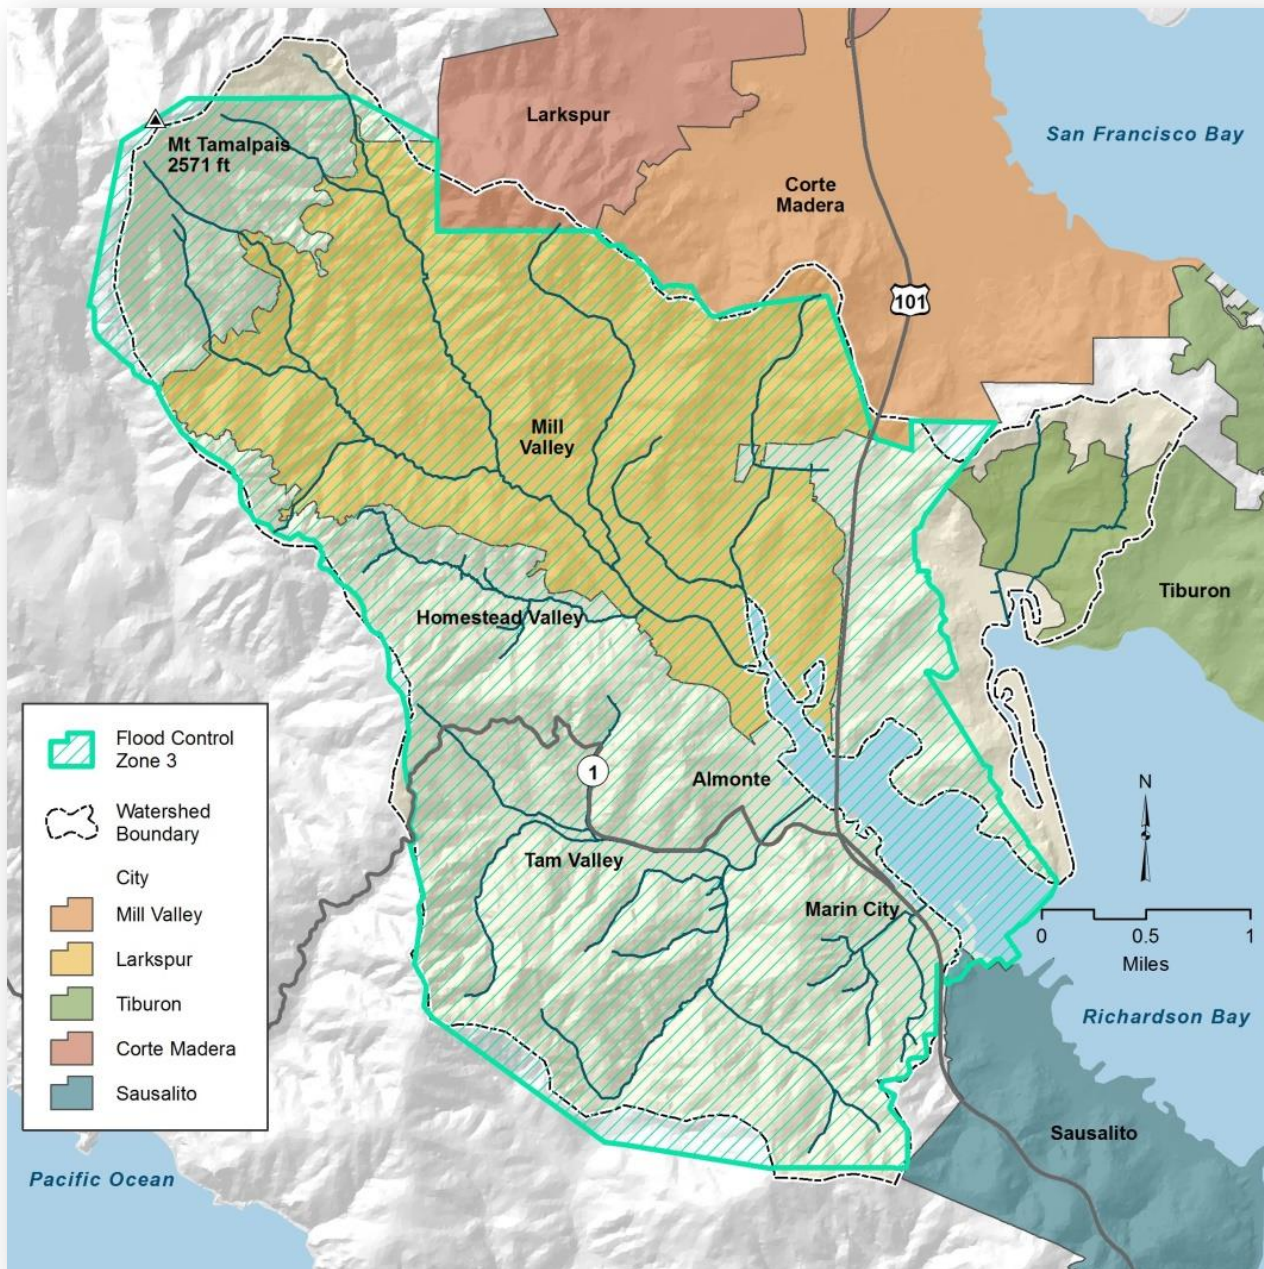 Larkspur
San Francisco Bay
Mt Tamalpais
2571 ft
Corte
Madera
101
Mill
Valley
Tiburon
Homestead Valley
Flood Control
Zone 3
Watershed
Boundary
City
Mill Valley
Larkspur
Tiburon
Corte Madera
Sausalito
1
Almonte
N
Tam Valley
Marin City
0 0.5 1
Miles
Richardson Bay
Sausalito
Pacific Ocean